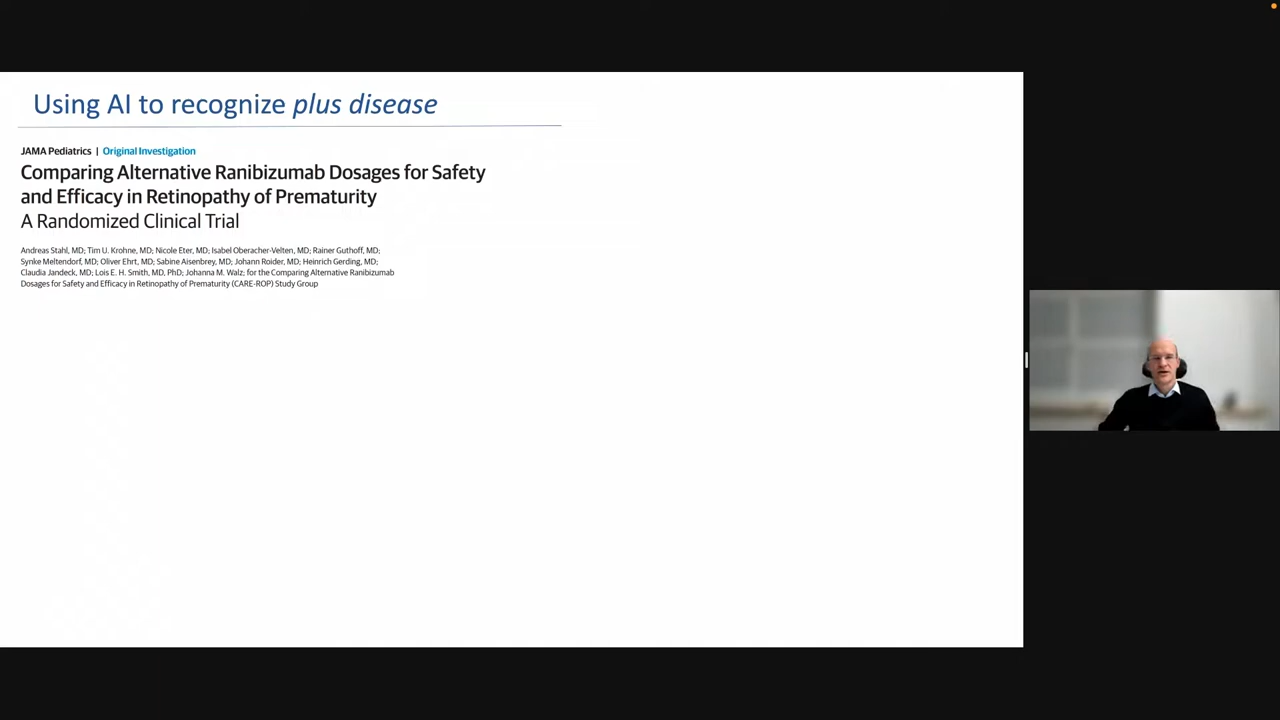 Using AI to recognize plus disease
JAMA Pediatrics | Original Investigation
Comparing Alternative Ranibizumab Dosages for Safety
and Efficacy in Retinopathy of Prematurity
A Randomized Clinical Trial
Andreas Stahl, MD; Tim U. Krohne, MD; Nicole Eter, MD; Isabel Oberacher-Velten, MD; Rainer Guthoff, MD;
Synke Meltendorf, MD; Oliver Ehrt, MD; Sabine Aisenbrey, MD; Johann Roider, MD; Heinrich Gerding, MD;
Claudia Jandeck, MD; Lois E. H. Smith, MD, PhD; Johanna M. Walz; for the Comparing Alternative Ranibizumab
Dosages for Safety and Efficacy in Retinopathy of Prematurity (CARE-ROP) Study Group